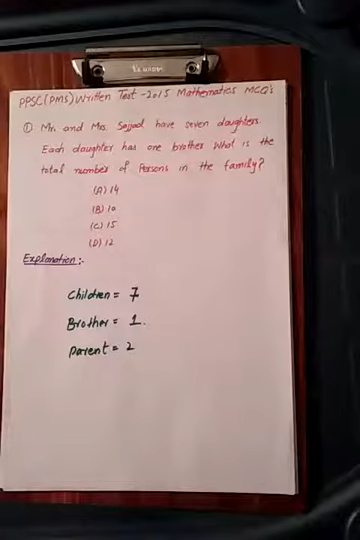 PPSC(PMS) Written Test - 2015 Mathematics MCQ's
① Mr. and Mrs. Sajjad have seven daughters.
Each daughter has one brother What is the
total number of Persons in the family?
(A) 14
(B) 10
(C) 15
(D) 12
Explanation:-
Children = 7
Brother = 1.
Parent = 2